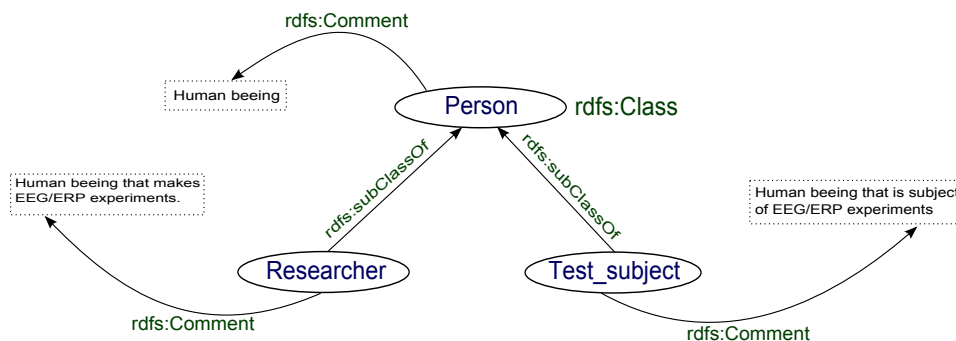 rdfs:Comment
Human beeing
Person
rdfs:Class
rdfs:subClassOf
rdfs:subClassOf
Human beeing that makes
EEG/ERP experiments.
Human beeing that is subject
of EEG/ERP experiments
Researcher
Test_subject
rdfs:Comment
rdfs:Comment